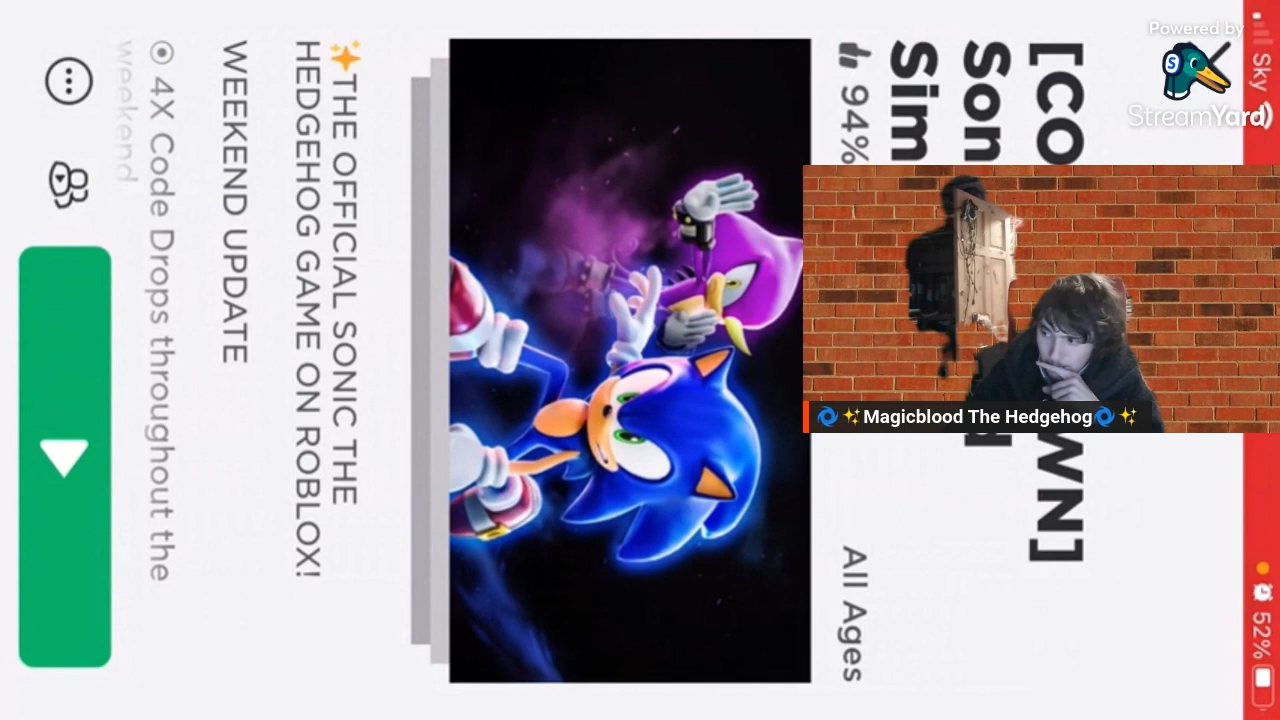 Sky
52%
[CO
WN]
Son
Sim
94%
All Ages
✨THE OFFICIAL SONIC THE
HEDGEHOG GAME ON ROBLOX!
WEEKEND UPDATE
4X Code Drops throughout the
weekend
Powered by
StreamYard
🌀✨Magicblood The Hedgehog🌀✨